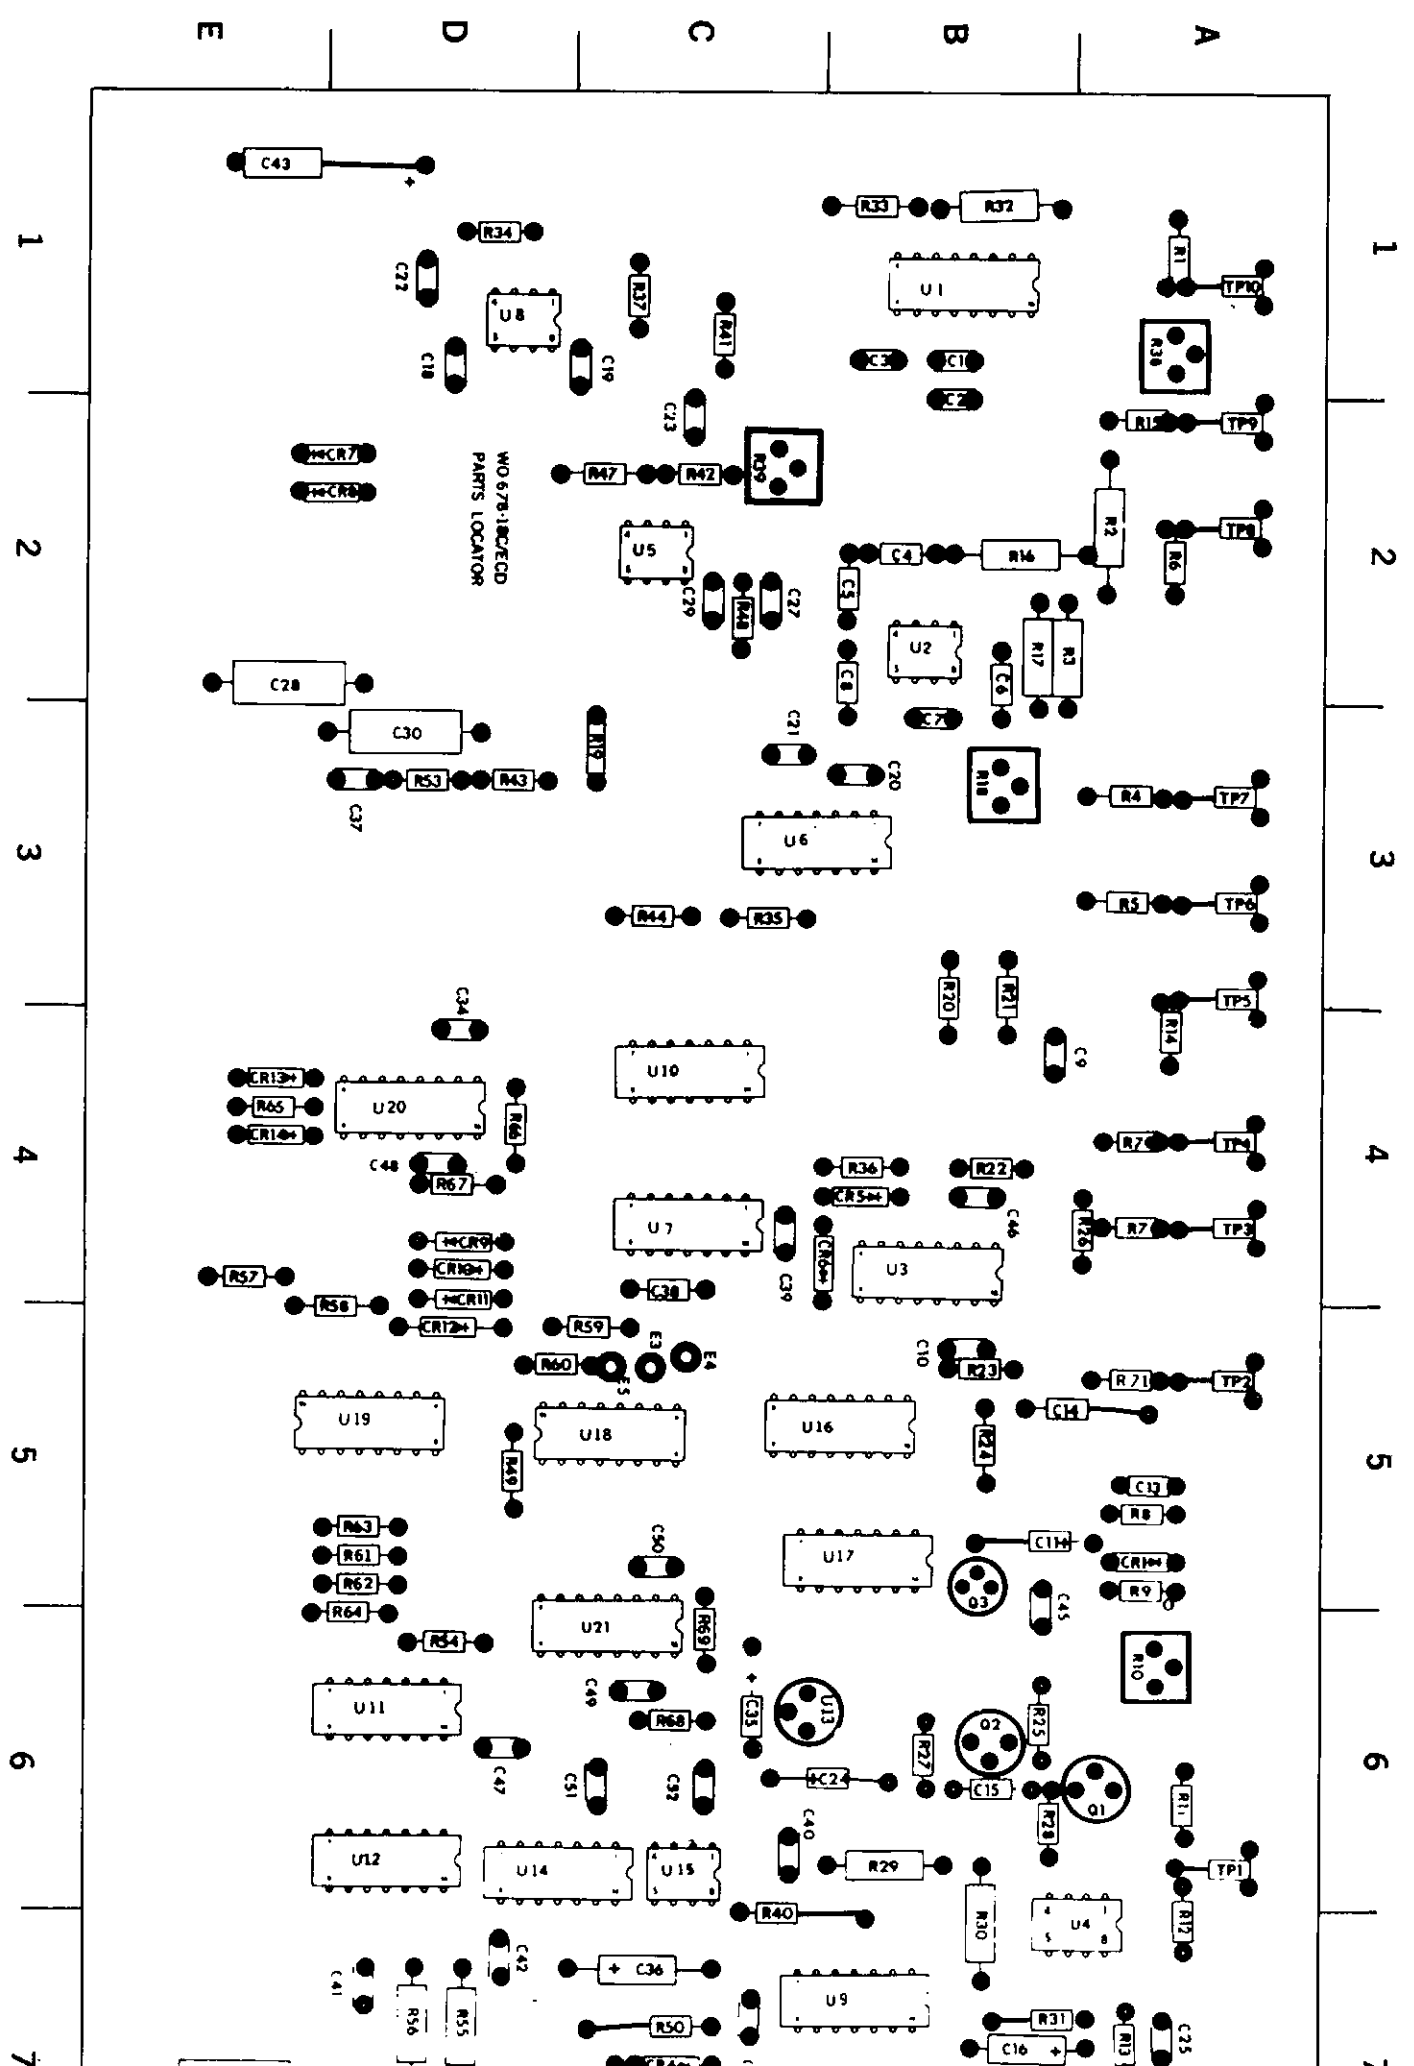 E D C B A
C43
+
R33 R32
1 R34 R1 1
C22 R37 U1 TP10
U8 R41
C18 C19 C3 C1 R38
C23 C2
R15 TP9
CR7 R47 R42 R39
CR8
WO 678-18C/ECD
PARTS LOCATOR
R2 TP8
2 U5 C4 R16 R6 2
C29 R48 C27 C5
U2 R17 R3
C28 C8 C6
C30 R19 C21 C7
C37 R53 R43 C20 R18 R4 TP7
3 U6 3
R44 R35 R5 TP6
C34 R20 R21 TP5
R14
U10 C9
CR13
R65 U20 R66
CR14 TP4
4 C48 R67 R36 R22 4
CR5 C46
U7 R26 R7 TP3
CR9 C39 CR6 U3
R57 CR10 C38
R58 CR11
CR12 R59
E3 E4 C10
R60 E5 R23 R71 TP2
C14
U19 U18 U16
5 R49 R24 5
C13
R63 R8
C50 C11
R61 U17 CR1
R62 Q3 R9
R64 C45
R54 U21 R69
+ R10
C49
U11 R68 C35 U13 Q2 R25
6 C47 R27 6
C51 C52 +C24 C15 Q1 R11
C40 R28
U12 U14 U15 R29 TP1
R40 R30 U4 R12
C42
C41 + C36
R56 R55 U9
R50 R31 R13 C25
7 C16 + 7